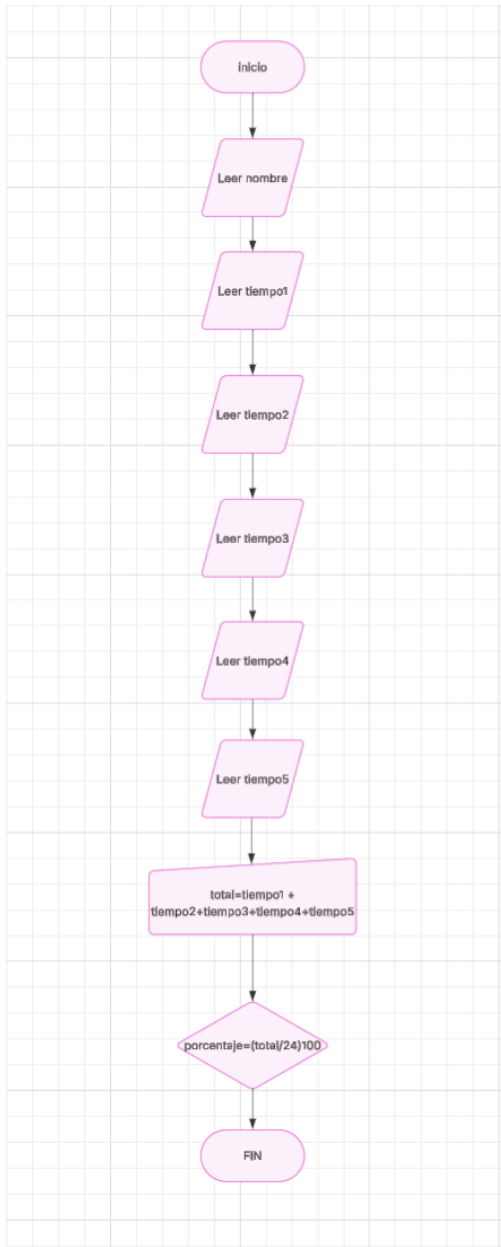 inicio
Leer nombre
Leer tiempo1
Leer tiempo2
Leer tiempo3
Leer tiempo4
Leer tiempo5
total=tiempo1 +
tiempo2+tiempo3+tiempo4+tiempo5
porcentaje=(total/24)100
FIN